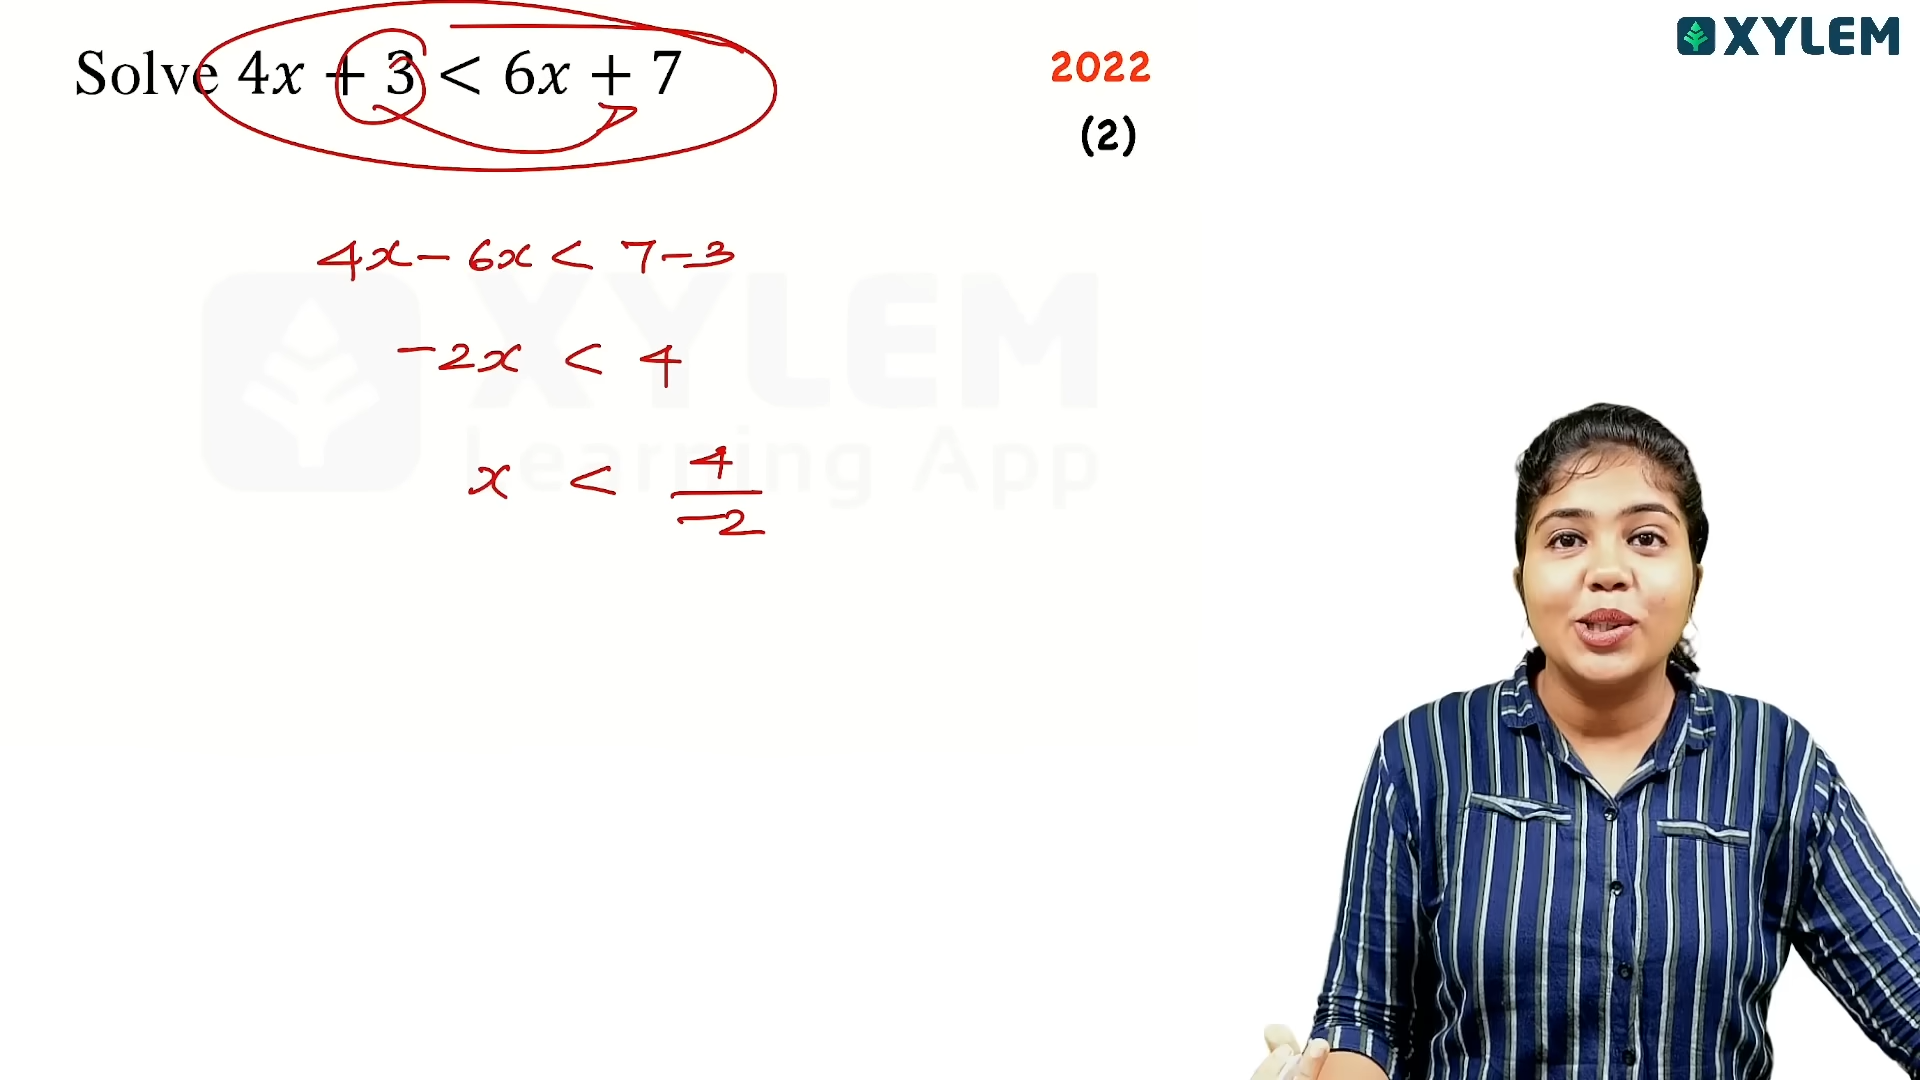 XYLEM
Solve 4x + 3 < 6x + 7
2022
(2)
4x - 6x < 7 - 3
-2x < 4
x < 4/-2
XYLEM
Learning App